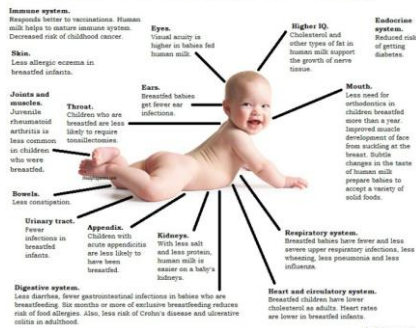 Immune system.
Responds better to vaccinations. Human
milk helps to mature immune system.
Decreased risk of childhood cancer.
Skin.
Less allergic eczema in
breastfed infants.
Joints and
muscles.
Juvenile
rheumatoid
arthritis is
less common
in children
who were
breastfed.
Throat.
Children who are
breastfed are less
likely to require
tonsillectomies.
Bowels.
Less constipation.
Urinary tract.
Fewer
infections in
breastfed
infants.
Appendix.
Children with
acute appendicitis
are less likely to
have been
breastfed.
Kidneys.
With less salt
and less protein,
human milk is
easier on a baby's
kidneys.
Digestive system.
Less diarrhea, fewer gastrointestinal infections in babies who are
breastfeeding. Six months or more of exclusive breastfeeding reduces
risk of food allergies. Also, less risk of Crohn's disease and ulcerative
colitis in adulthood.
Eyes.
Visual acuity is
higher in babies fed
human milk.
Ears.
Breastfed babies
get fewer ear
infections.
Higher IQ.
Cholesterol and
other types of fat in
human milk support
the growth of nerve
tissue.
Endocrine
system.
Reduced risk
of getting
diabetes.
Mouth.
Less need for
orthodontics in
children breastfed
more than a year.
Improved muscle
development of face
from suckling at the
breast. Subtle
changes in the taste
of human milk
prepare babies to
accept a variety of
solid foods.
Respiratory system.
Breastfed babies have fewer and less
severe upper respiratory infections, less
wheezing, less pneumonia and less
influenza.
Heart and circulatory system.
Breastfed children have lower
cholesterol as adults. Heart rates
are lower in breastfed infants.